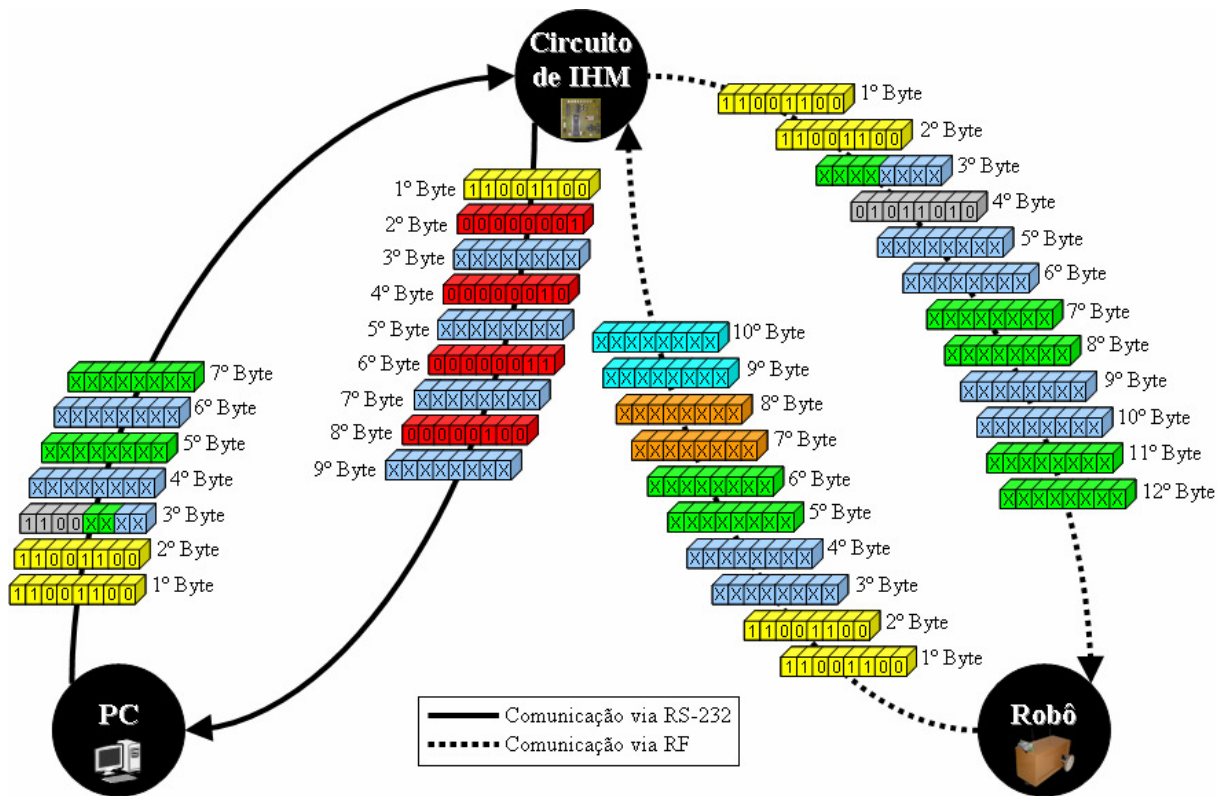 Circuito
de IHM
1º Byte
11001100
2º Byte
11001100
3º Byte
XXXXXXXX
4º Byte
01011010
5º Byte
XXXXXXXX
6º Byte
XXXXXXXX
7º Byte
XXXXXXXX
8º Byte
XXXXXXXX
9º Byte
XXXXXXXX
10º Byte
XXXXXXXX
11º Byte
XXXXXXXX
12º Byte
XXXXXXXX
1º Byte
11001100
2º Byte
00000001
3º Byte
XXXXXXXX
4º Byte
00000010
5º Byte
XXXXXXXX
6º Byte
00000011
7º Byte
XXXXXXXX
8º Byte
00000100
9º Byte
XXXXXXXX
XXXXXXXX
10º Byte
XXXXXXXX
9º Byte
XXXXXXXX
8º Byte
XXXXXXXX
7º Byte
XXXXXXXX
6º Byte
XXXXXXXX
5º Byte
XXXXXXXX
4º Byte
XXXXXXXX
3º Byte
11001100
2º Byte
11001100
1º Byte
XXXXXXXX
7º Byte
XXXXXXXX
6º Byte
XXXXXXXX
5º Byte
XXXXXXXX
4º Byte
1100XXXX
3º Byte
11001100
2º Byte
11001100
1º Byte
PC
Comunicação via RS-232
Comunicação via RF
Robô